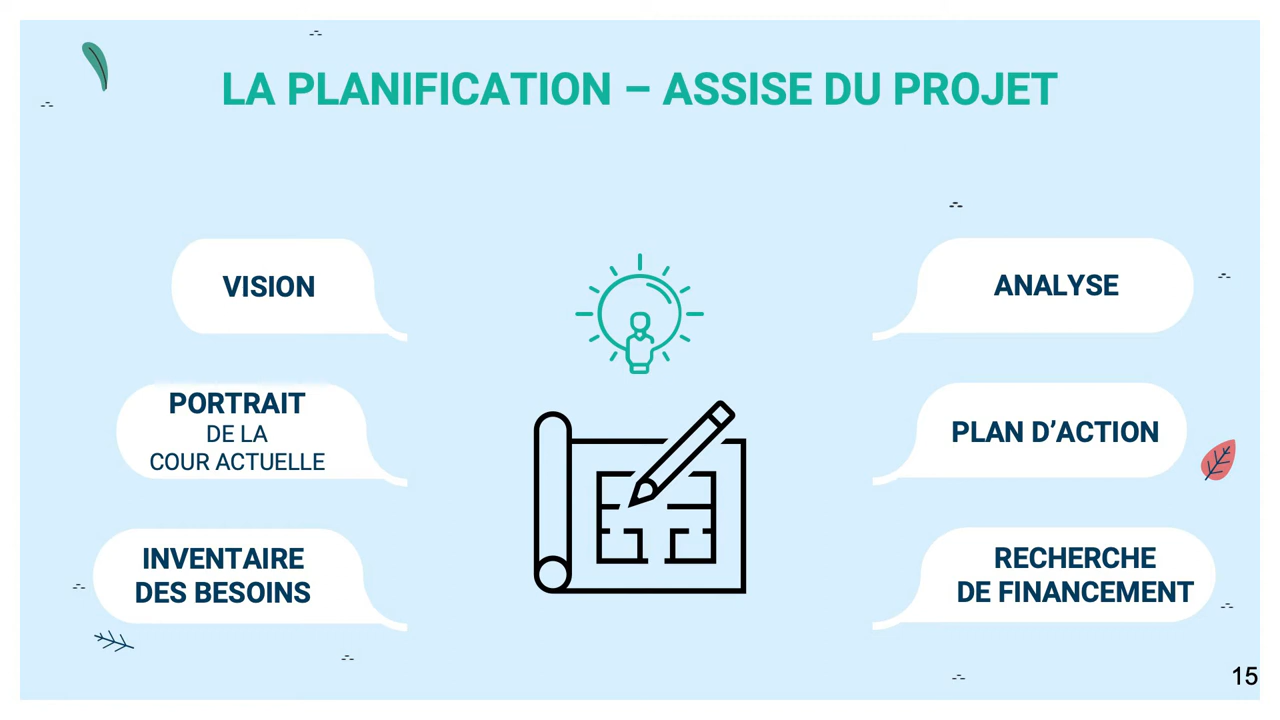 LA PLANIFICATION – ASSISE DU PROJET
VISION
PORTRAIT
DE LA
COUR ACTUELLE
INVENTAIRE
DES BESOINS
ANALYSE
PLAN D’ACTION
RECHERCHE
DE FINANCEMENT
15